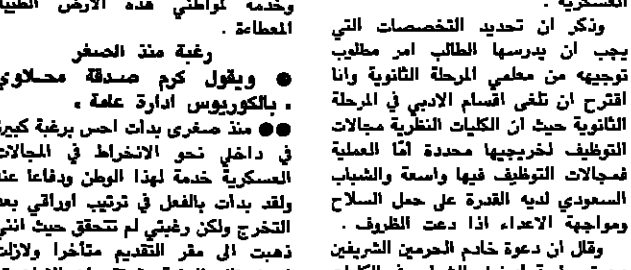 العسكرية .
وذكر ان تحديد التخصصات التي
يجب ان يدرسها الطالب امر مطلوب
توجيهه من معلمي المرحلة الثانوية وانا
اقترح ان تلغى اقسام الادبي في المرحلة
الثانوية حيث ان الكليات النظرية مجالات
التوظيف لخريجيها محددة أمّا العملية
فمجالات التوظيف فيها واسعة والشباب
السعودي لديه القدرة على حمل السلاح
ومواجهة الاعداء اذا دعت الظروف .
وقال ان دعوة خادم الحرمين الشريفين
وخدمة لمواطني هذه الارض الطيبة
المعطاءة .
رغبة منذ الصغر
● ويقول كرم صدقة محلاوي
. بالكوريوس ادارة عامة .
●● منذ صغرى بدات احس برغبة كبيرة
في داخلي نحو الانخراط في المجالات
العسكرية خدمة لهذا الوطن ودفاعا عنه
ولقد بدات بالفعل في ترتيب اوراقي بعد
التخرج ولكن رغبتي لم تتحقق حيث انني
ذهبت الى مقر التقديم متأخرا ولازلت